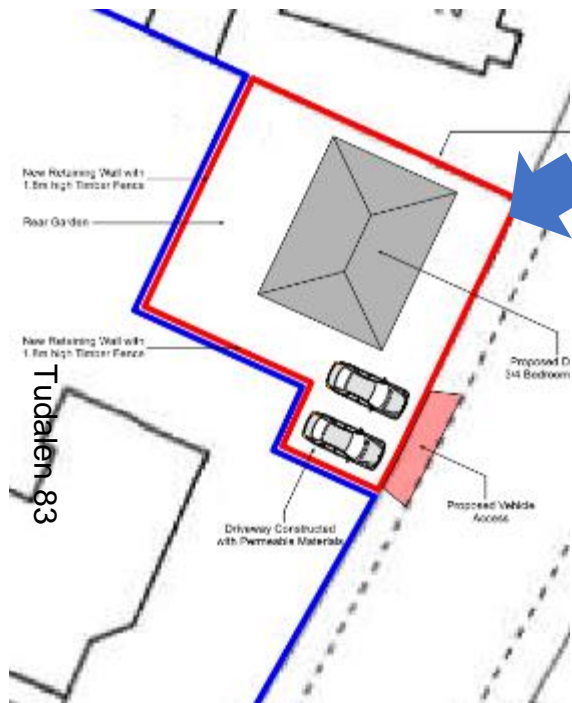 New Retaining Wall with
1.8m high Timber Fence
Rear Garden
New Retaining Wall with
1.8m high Timber Fence
Proposed D
3/4 Bedroom
Tudalen 83
Proposed Vehicle
Access
Driveway Constructed
with Permeable Materials